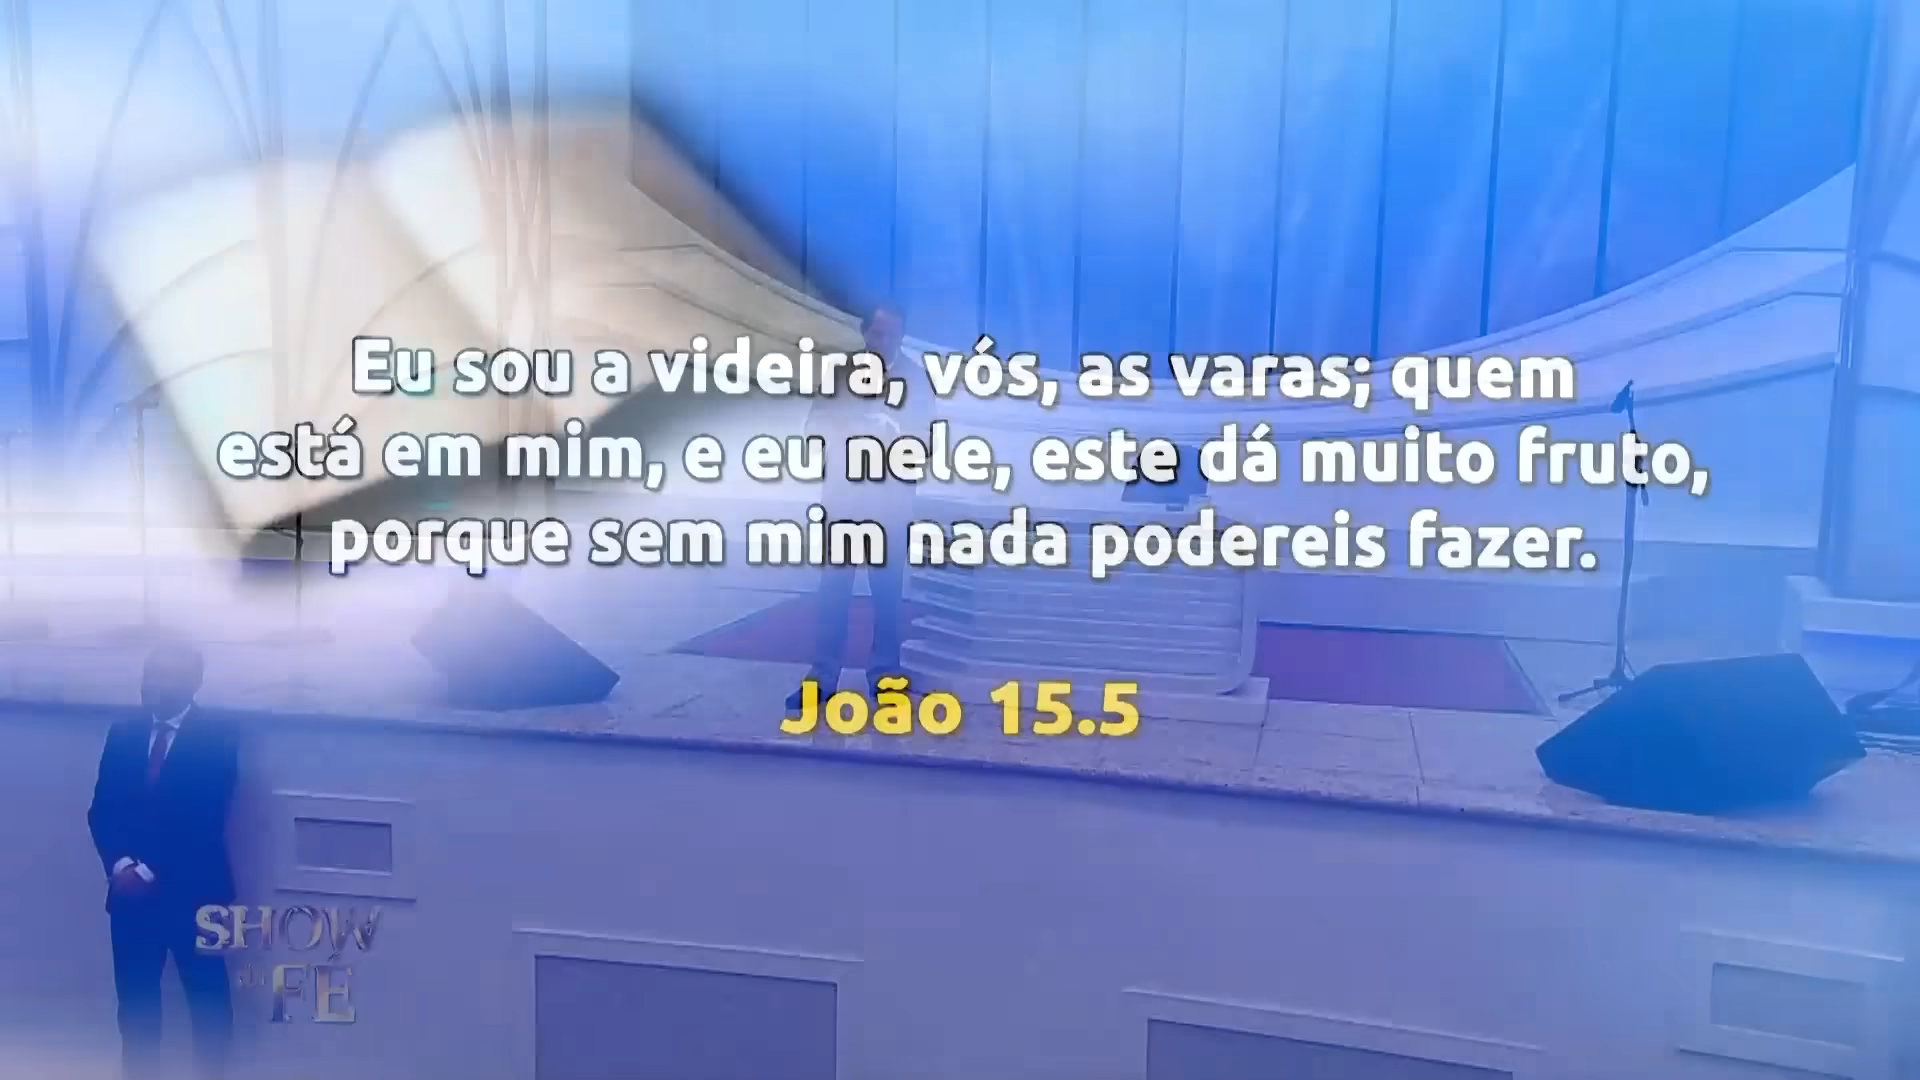 Eu sou a videira, vós, as varas; quem
está em mim, e eu nele, este dá muito fruto,
porque sem mim nada podereis fazer.
João 15.5
SHOW
da
FÉ